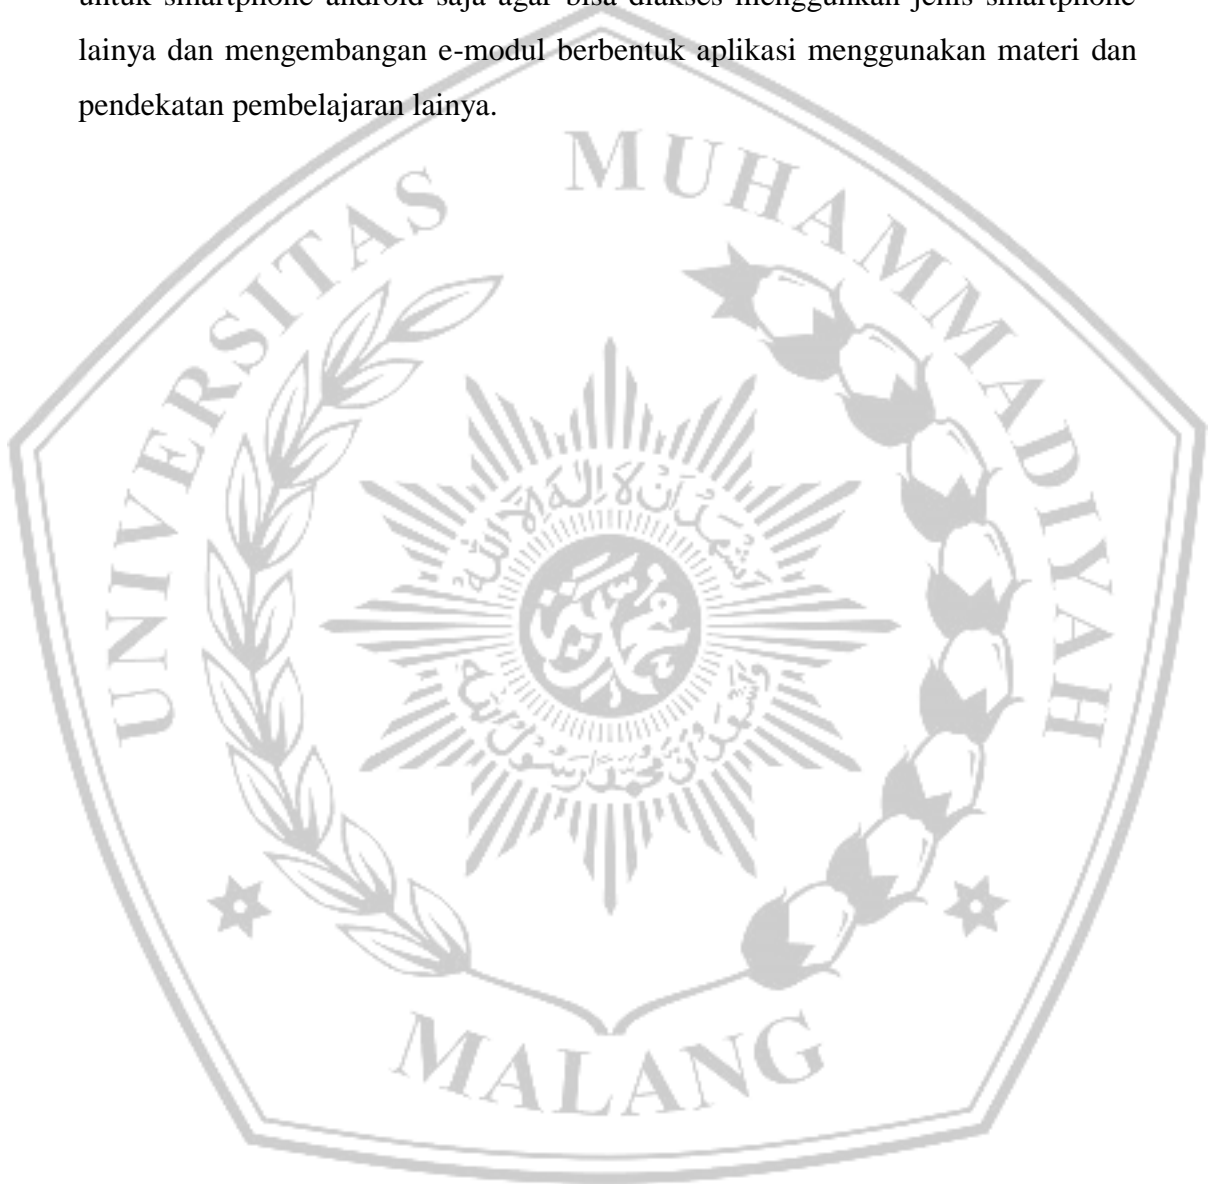 untuk smartphone android saja agar bisa diakses menggunkan jenis smartphone
lainya dan mengembangan e-modul berbentuk aplikasi menggunakan materi dan
pendekatan pembelajaran lainya.
UNIVERSITAS MUHAMMADIYAH
MALANG